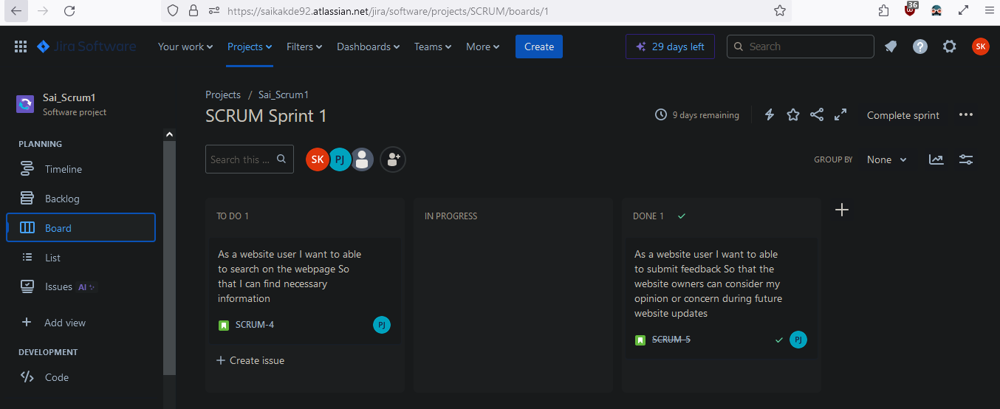 https://saikakde92.atlassian.net/jira/software/projects/SCRUM/boards/1
36
Jira Software
Your work
Projects
Filters
Dashboards
Teams
More
Create
29 days left
Search
SK
Sai_Scrum1
Software project
PLANNING
Timeline
Backlog
Board
List
Issues AI
Add view
DEVELOPMENT
Code
Projects / Sai_Scrum1
SCRUM Sprint 1
9 days remaining
Complete sprint
Search this ...
SK
PJ
GROUP BY
None
TO DO 1
As a website user I want to able
to search on the webpage So
that I can find necessary
information
SCRUM-4
PJ
+ Create issue
IN PROGRESS
DONE 1
As a website user I want to able
to submit feedback So that the
website owners can consider my
opinion or concern during future
website updates
SCRUM-5
PJ